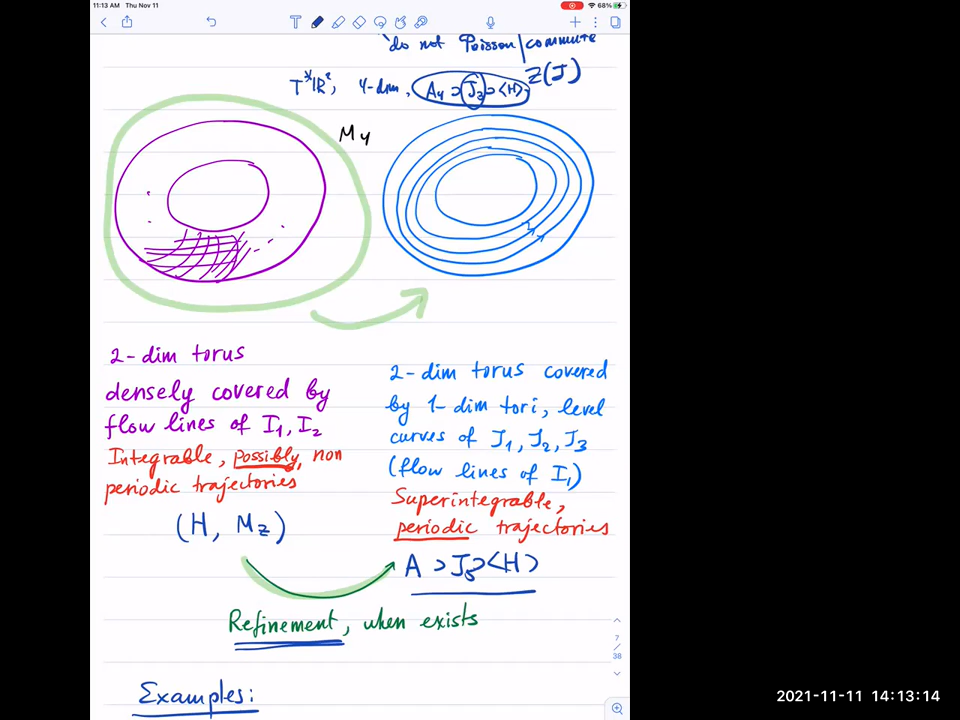 11:13 AM Thu Nov 11
68%
do not Poisson/commute
T*ℝ², 4-dim, A₄ ⊃ J₃ ⊃ <H>, Z(J)
M₄
2-dim torus
densely covered by
flow lines of I₁, I₂
Integrable, possibly, non
periodic trajectories
(H, M_Z)
2-dim torus covered
by 1-dim tori, level
curves of J₁, J₂, J₃
(flow lines of I₁)
Superintegrable,
periodic trajectories
A ⊃ J₃ ⊃ <H>
Refinement, when exists
7
/
38
Examples:
2021-11-11 14:13:14